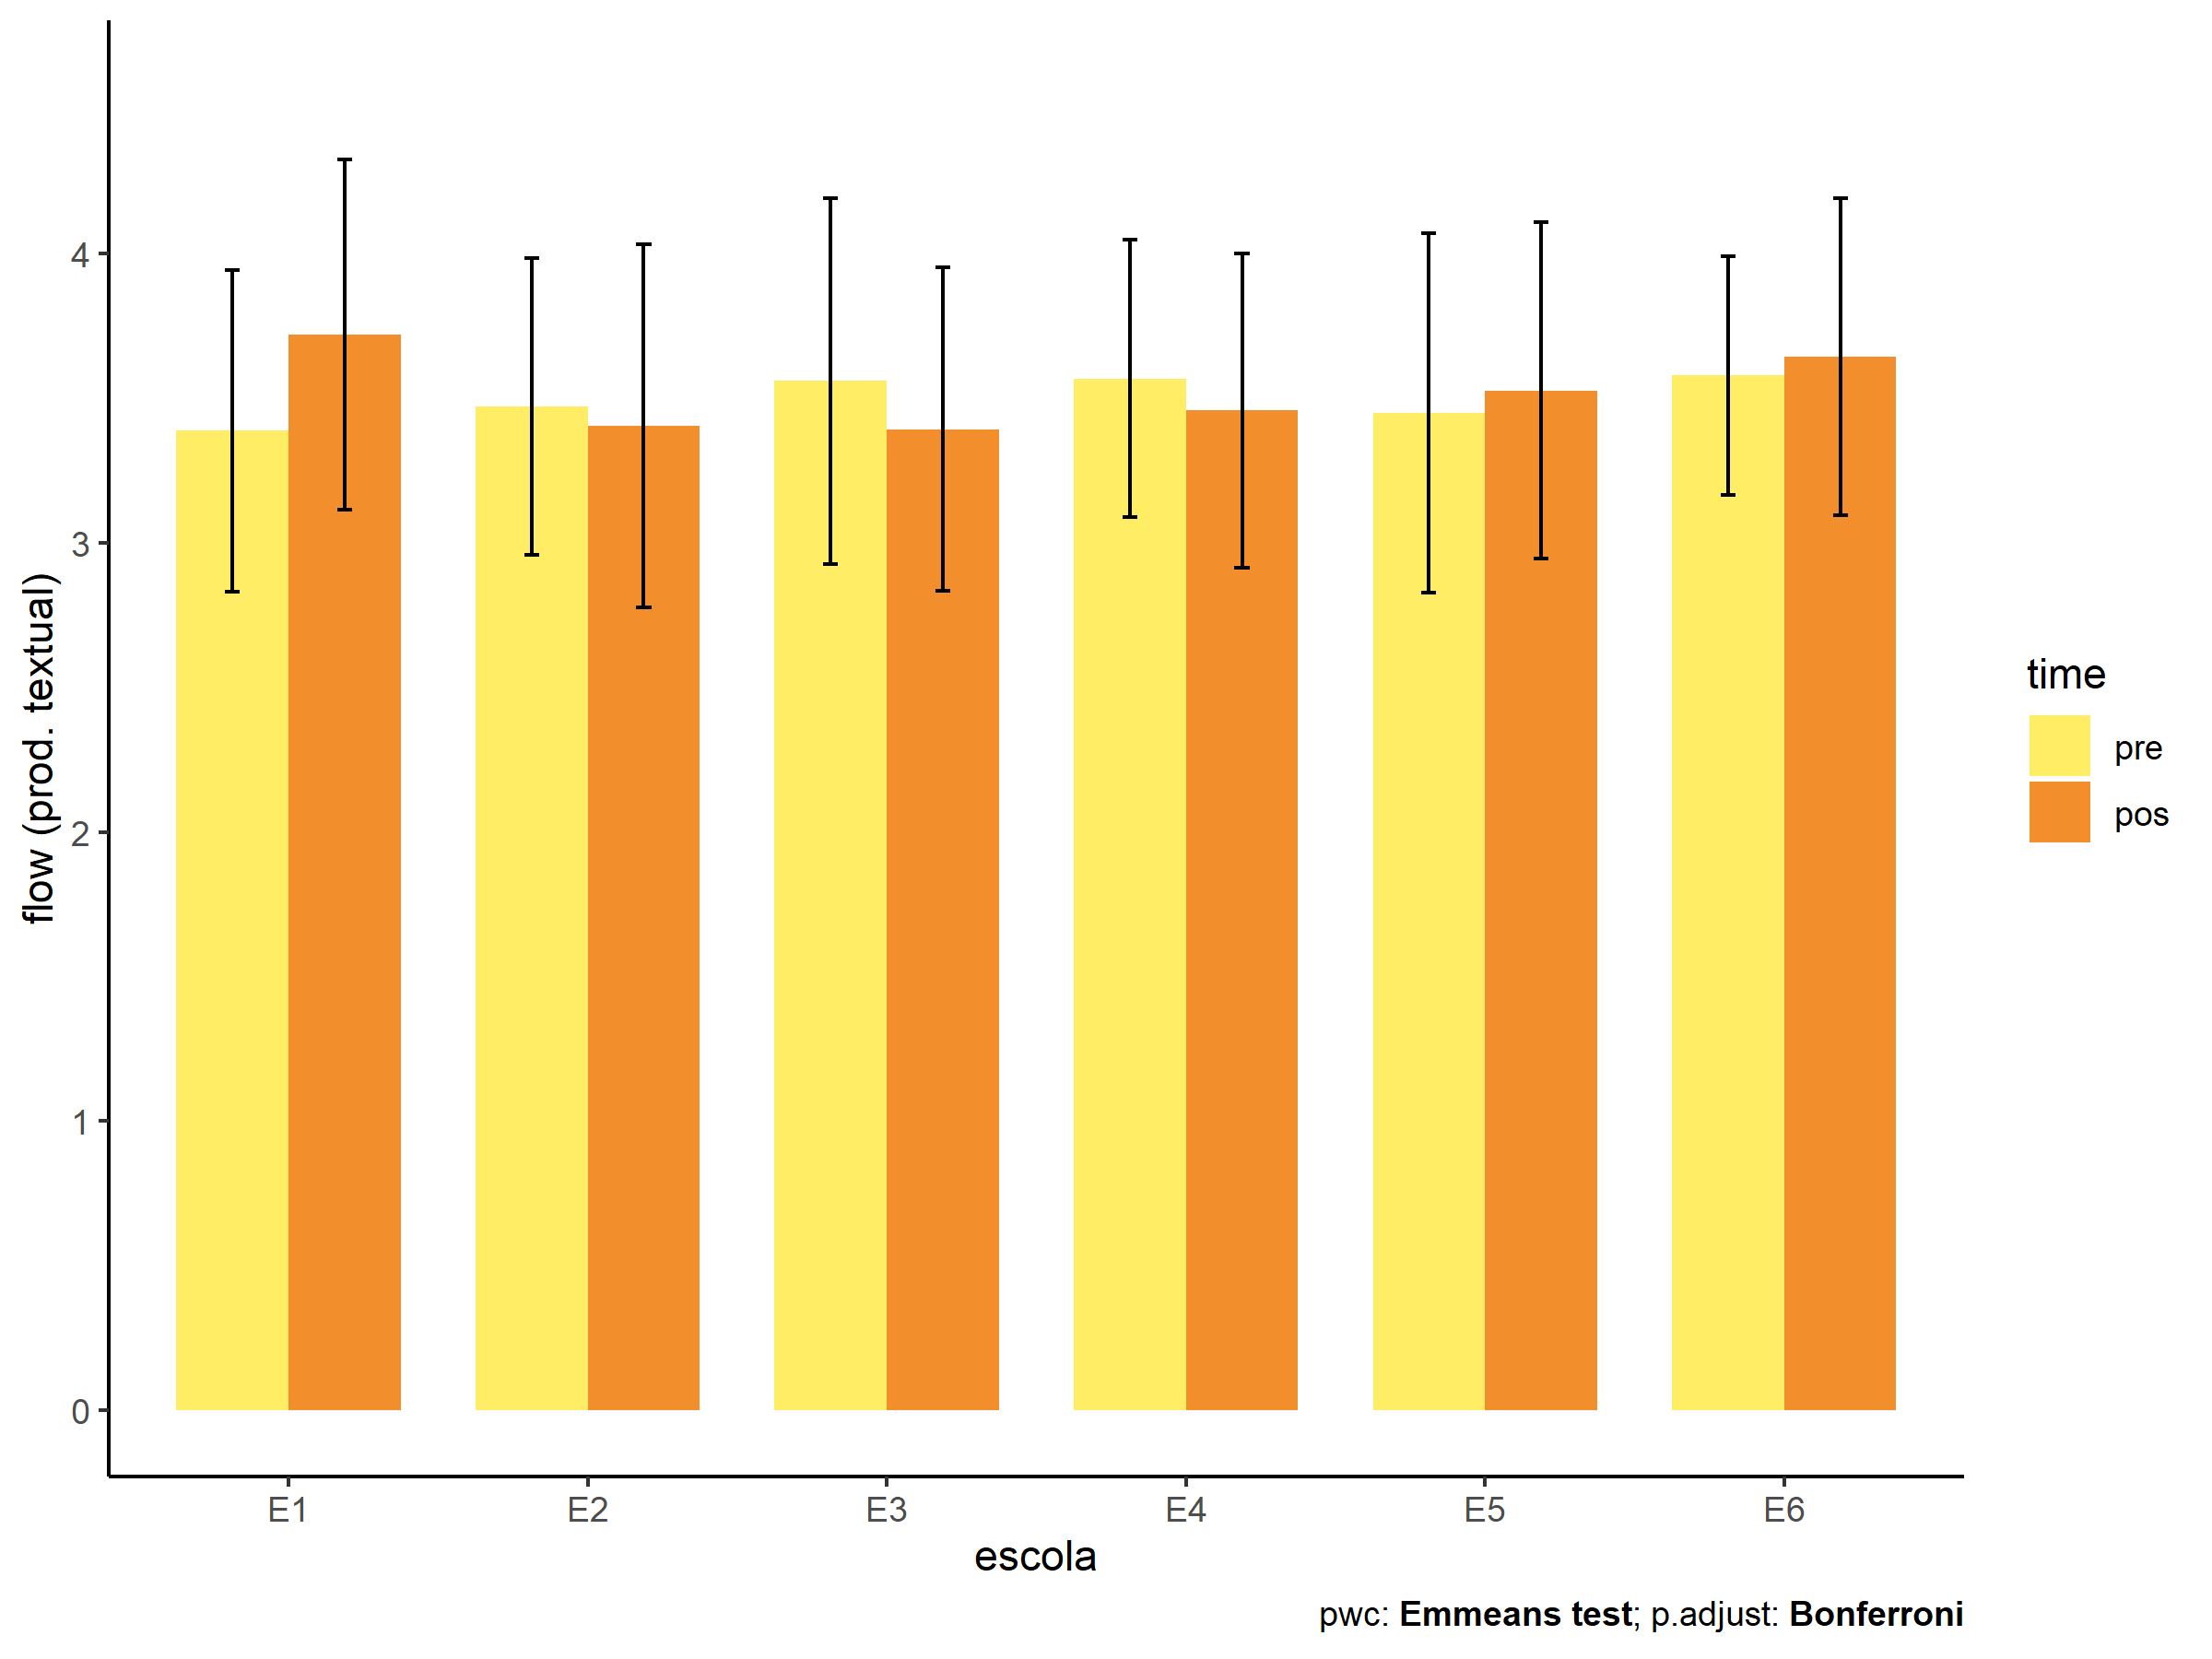 flow (prod. textual)
4
3
2
1
0
E1 E2 E3 E4 E5 E6
escola
time
pre
pos
pwc: Emmeans test; p.adjust: Bonferroni